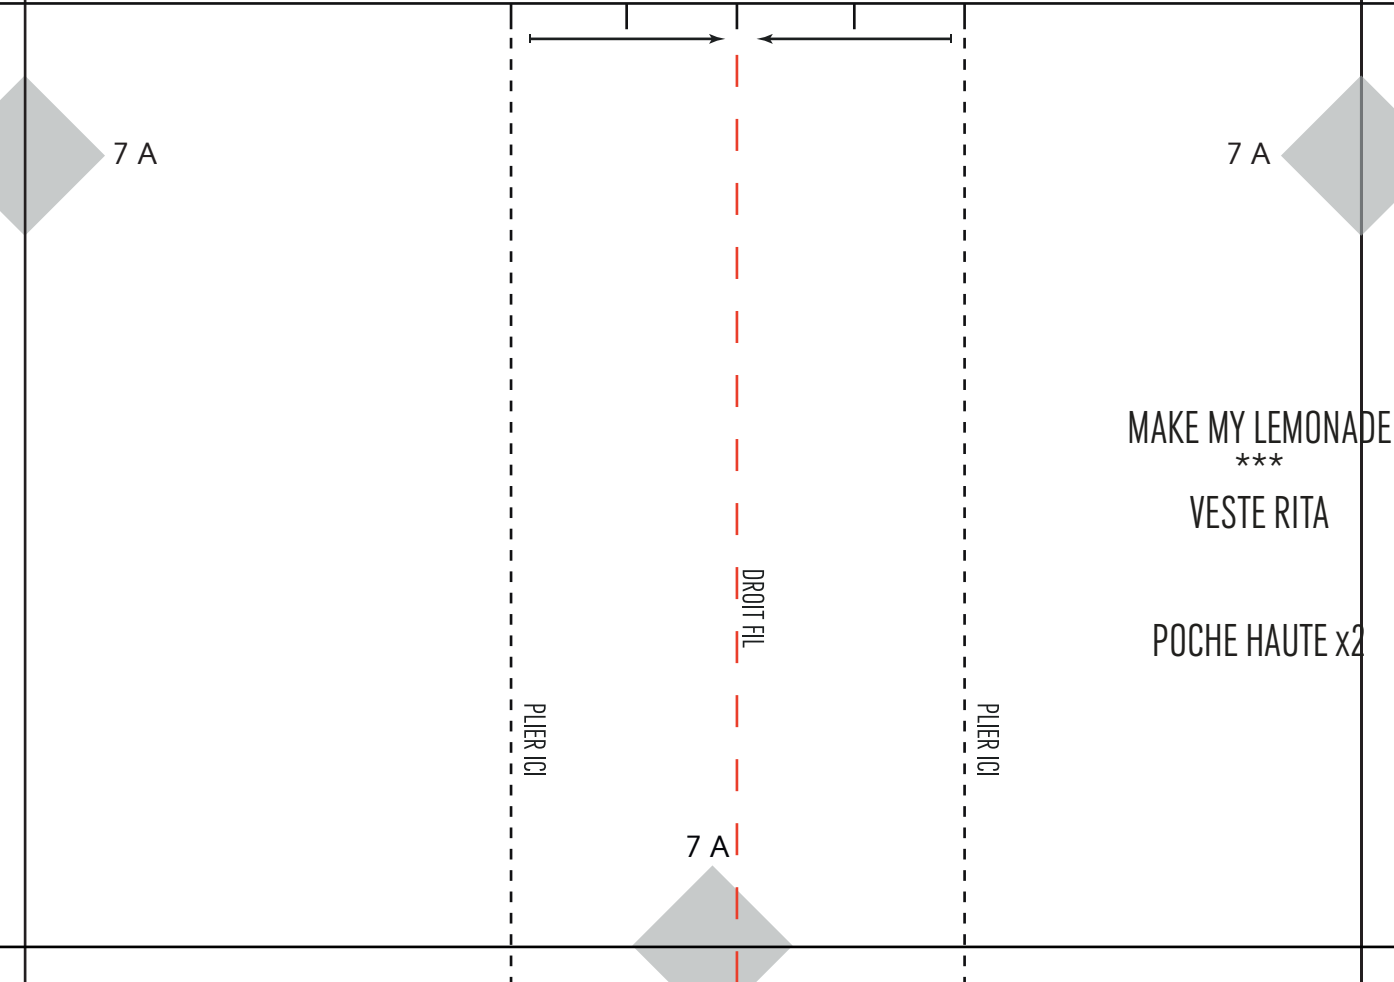 7 A
7 A
MAKE MY LEMONADE
***
VESTE RITA
POCHE HAUTE x2
DROIT FIL
PLIER ICI
PLIER ICI
7 A